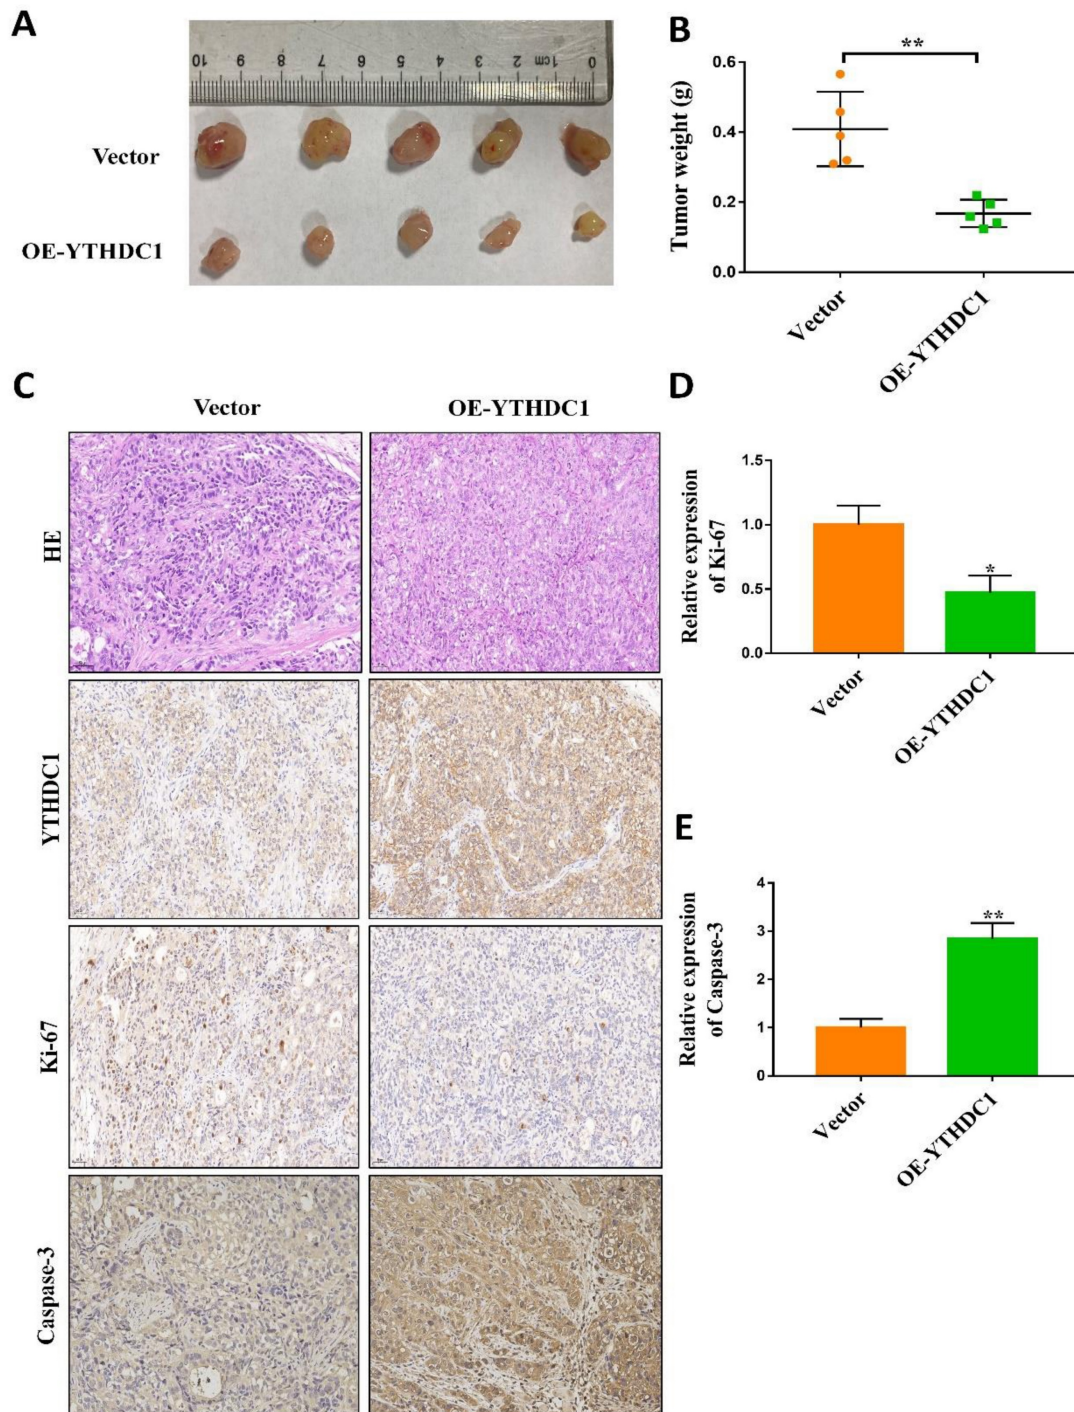 A
10 9 8 7 6 5 4 3 2 1cm 0
Vector
OE-YTHDC1
B
**
Tumor weight (g)
0.6
0.4
0.2
0.0
Vector
OE-YTHDC1
C
Vector
OE-YTHDC1
HE
YTHDC1
Ki-67
Caspase-3
D
Relative expression
of Ki-67
1.5
1.0
0.5
0.0
*
Vector
OE-YTHDC1
E
Relative expression
of Caspase-3
4
3
2
1
0
**
Vector
OE-YTHDC1